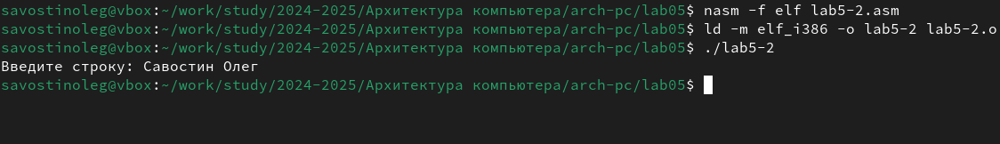 savostinoleg@vbox:~/work/study/2024-2025/Архитектура компьютера/arch-pc/lab05$ nasm -f elf lab5-2.asm
savostinoleg@vbox:~/work/study/2024-2025/Архитектура компьютера/arch-pc/lab05$ ld -m elf_i386 -o lab5-2 lab5-2.o
savostinoleg@vbox:~/work/study/2024-2025/Архитектура компьютера/arch-pc/lab05$ ./lab5-2
Введите строку: Савостин Олег
savostinoleg@vbox:~/work/study/2024-2025/Архитектура компьютера/arch-pc/lab05$